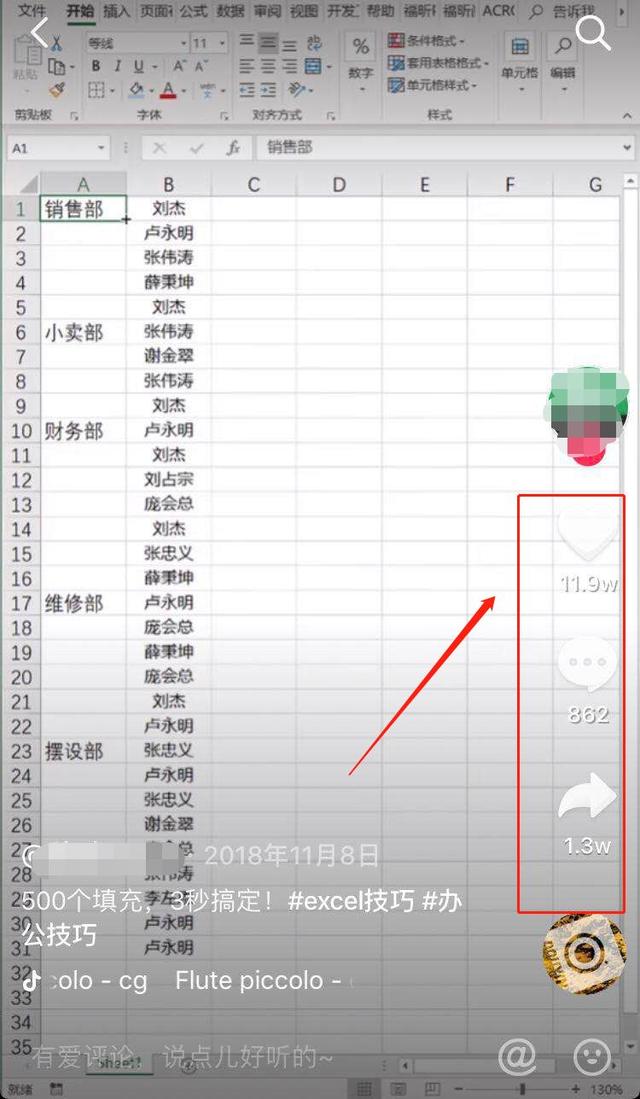 文件 开始 插入 页面 公式 数据 审阅 视图 开发 帮助 福昕 福昕 ACRO 告诉我
等线 11
B I U A A
% 条件格式
粘贴 数字 套用表格格式 单元格 编辑
单元格样式
剪贴板 字体 对齐方式 样式
A1 fx 销售部
A B C D E F G
1 销售部 刘杰
2 卢永明
3 张伟涛
4 薛秉坤
5 刘杰
6 小卖部 张伟涛
7 谢金翠
8 张伟涛
9 刘杰
10 财务部 卢永明
11 刘杰
12 刘占宗
13 庞会总
14 刘杰
15 张忠义
16 薛秉坤
17 维修部 卢永明
18 庞会总
19 薛秉坤
20 庞会总
21 刘杰
22 卢永明
23 摆设部 张忠义
24 卢永明
25 张忠义
26 谢金翠
27 总
28 张伟涛
29 李左
30 卢永明
31 卢永明
32
33
34
35
11.9w
862
1.3w
@ 2018年11月8日
500个填充，3秒搞定！#excel技巧 #办
公技巧
colo - cg Flute piccolo -
有爱评论，说点儿好听的~ @
Sheet1
就绪 130%